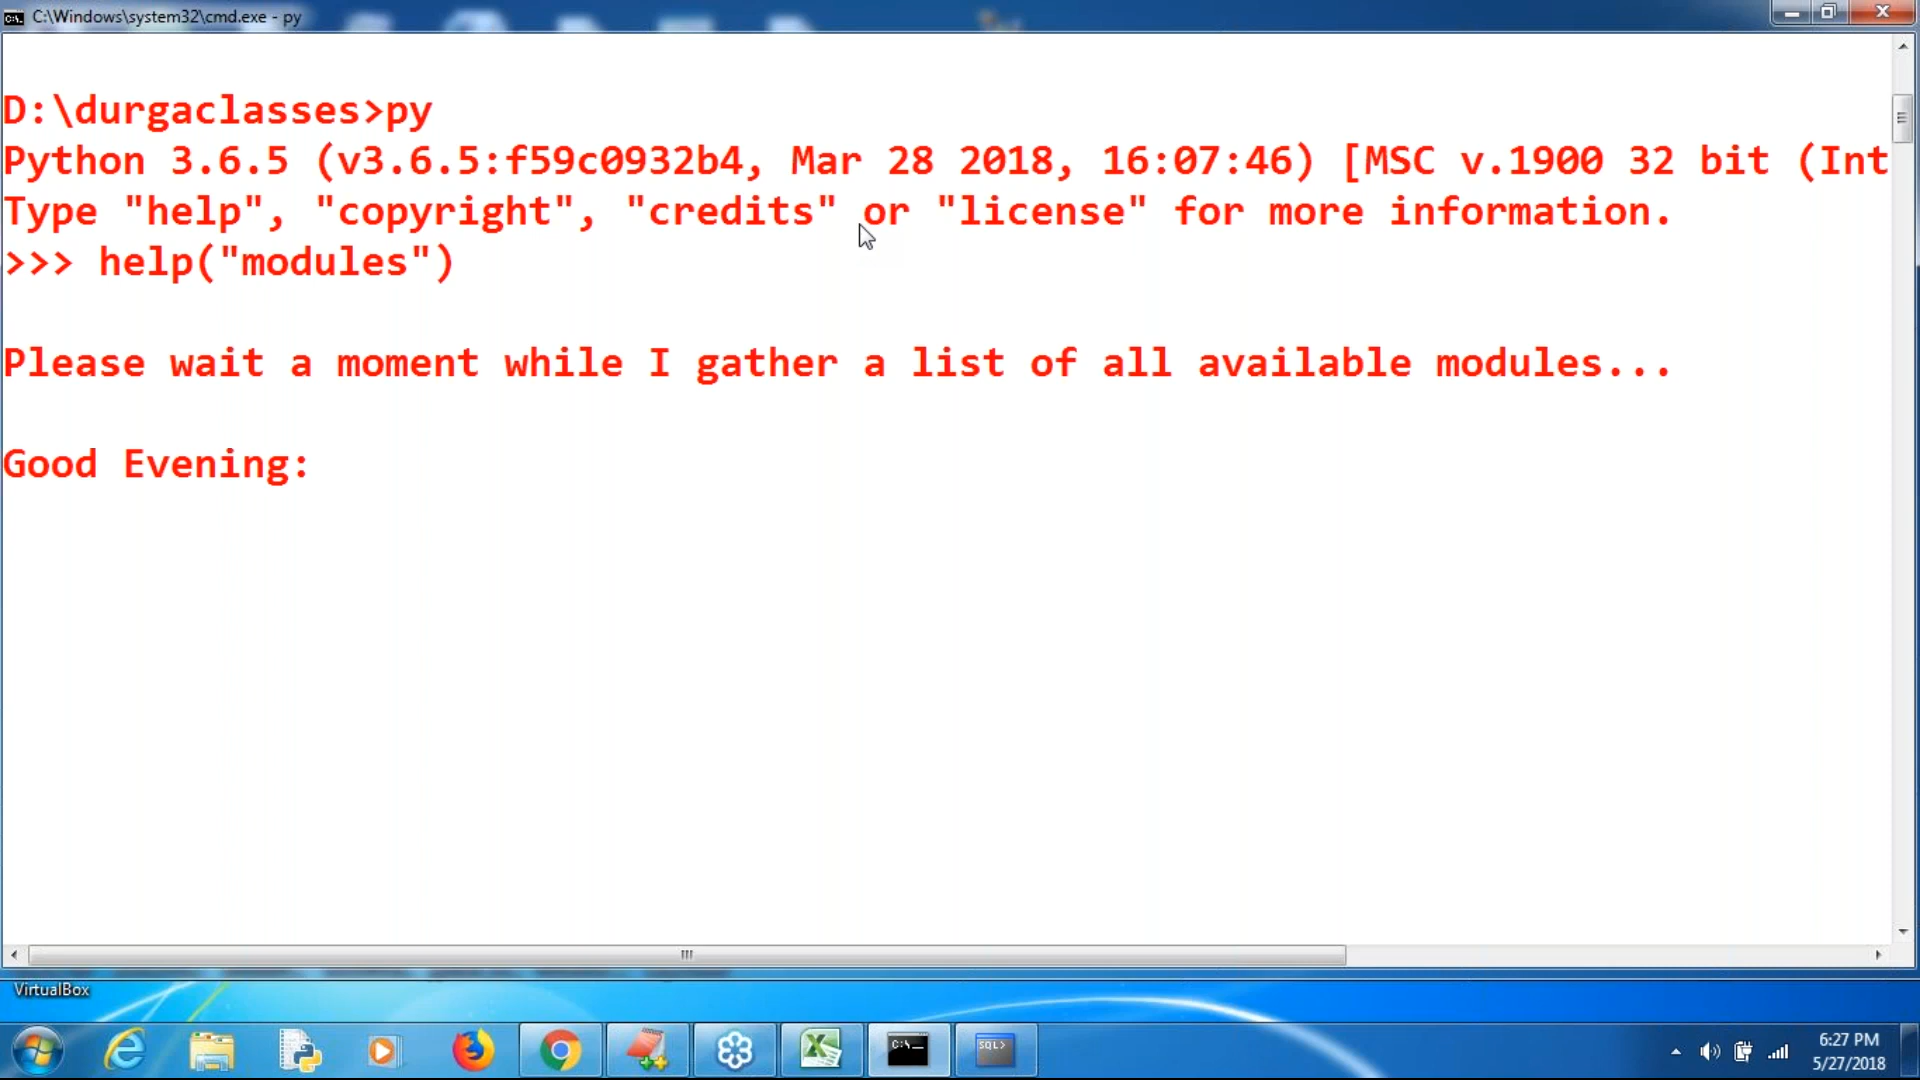 C:\Windows\system32\cmd.exe - py
D:\durgaclasses>py
Python 3.6.5 (v3.6.5:f59c0932b4, Mar 28 2018, 16:07:46) [MSC v.1900 32 bit (Int
Type "help", "copyright", "credits" or "license" for more information.
>>> help("modules")
Please wait a moment while I gather a list of all available modules...
Good Evening:
VirtualBox
C:\_
SQL>
6:27 PM
5/27/2018